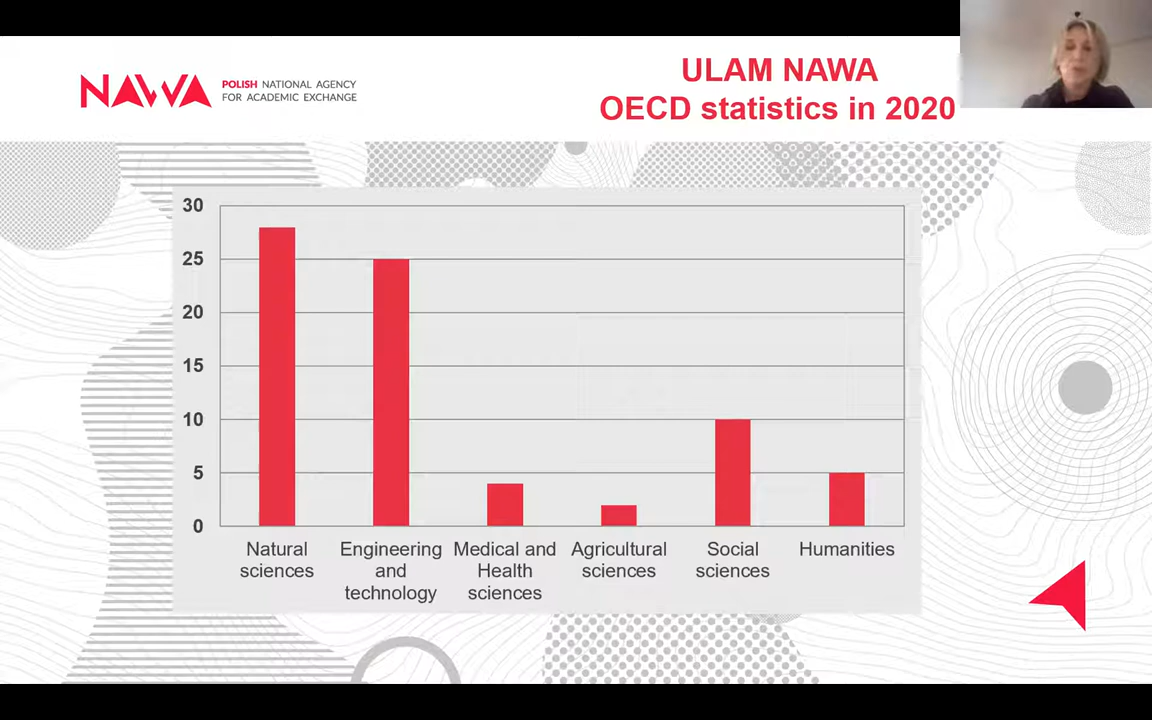 NAWA
POLISH NATIONAL AGENCY
FOR ACADEMIC EXCHANGE
ULAM NAWA
OECD statistics in 2020
30
25
20
15
10
5
0
Natural
sciences
Engineering
and
technology
Medical and
Health
sciences
Agricultural
sciences
Social
sciences
Humanities